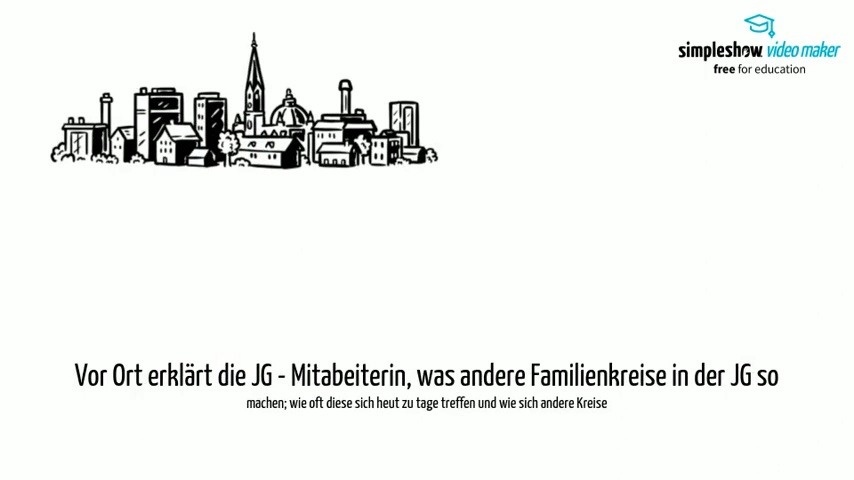 simpleshow video maker
free for education
Vor Ort erklärt die JG - Mitabeiterin, was andere Familienkreise in der JG so
machen; wie oft diese sich heut zu tage treffen und wie sich andere Kreise